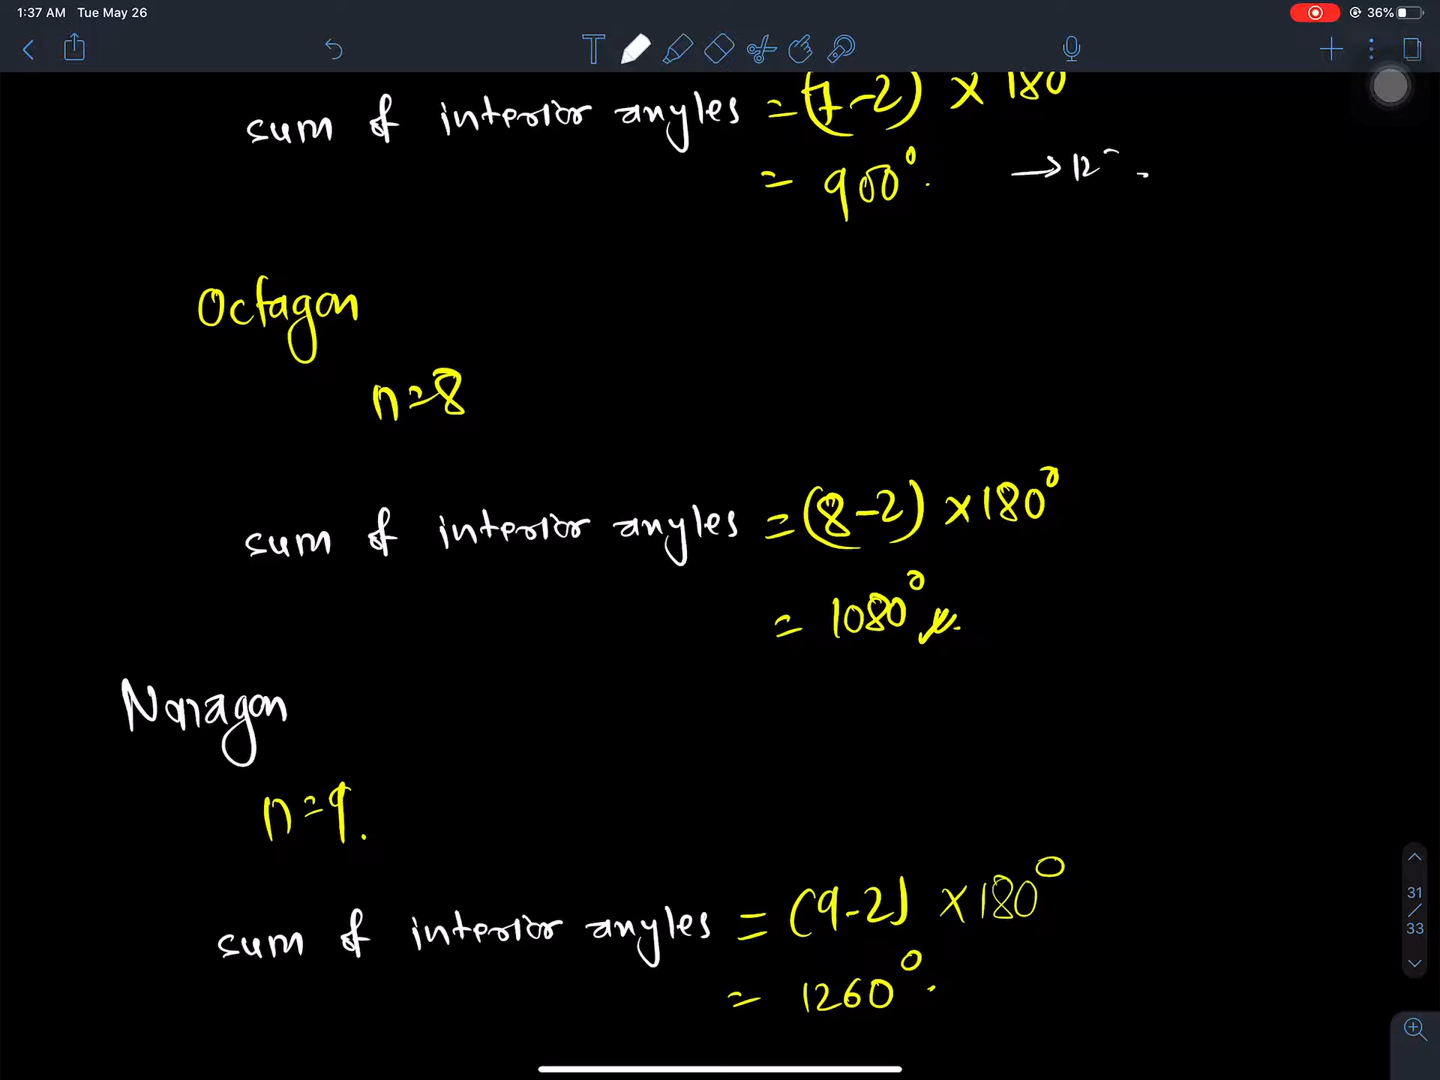 1:37 AM Tue May 26
36%
T
sum of interior angles = (7-2) × 180
= 900°.
→ 12
Octagon
n=8
sum of interior angles = (8-2) × 180°
= 1080°
Nonagon
n=9.
sum of interior angles = (9-2) × 180°
= 1260°.
31
/
33